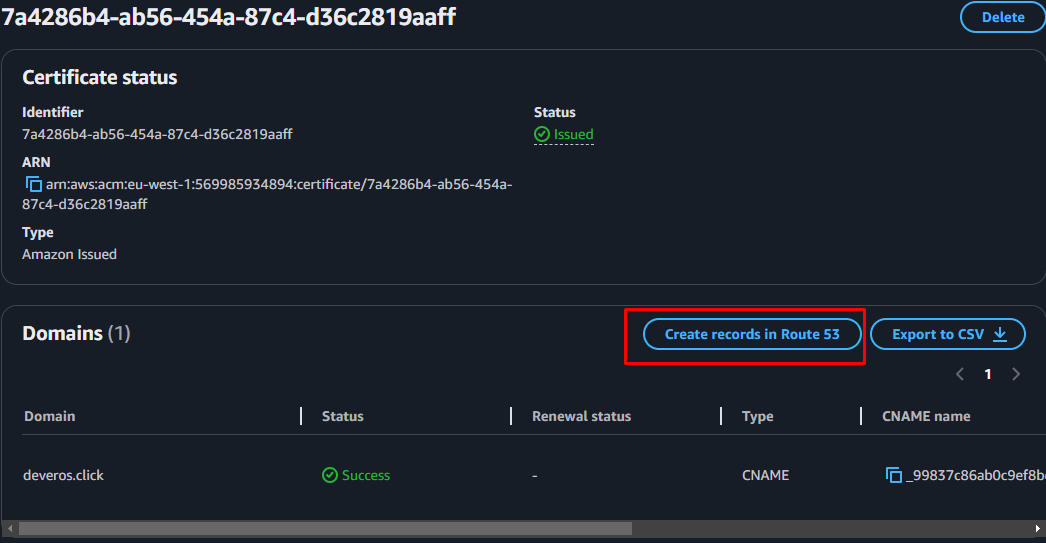 7a4286b4-ab56-454a-87c4-d36c2819aaff
Delete
Certificate status
Identifier
7a4286b4-ab56-454a-87c4-d36c2819aaff
Status
Issued
ARN
arn:aws:acm:eu-west-1:569985934894:certificate/7a4286b4-ab56-454a-
87c4-d36c2819aaff
Type
Amazon Issued
Domains (1)
Create records in Route 53
Export to CSV
1
Domain Status Renewal status Type CNAME name
deveros.click Success - CNAME _99837c86ab0c9ef8b